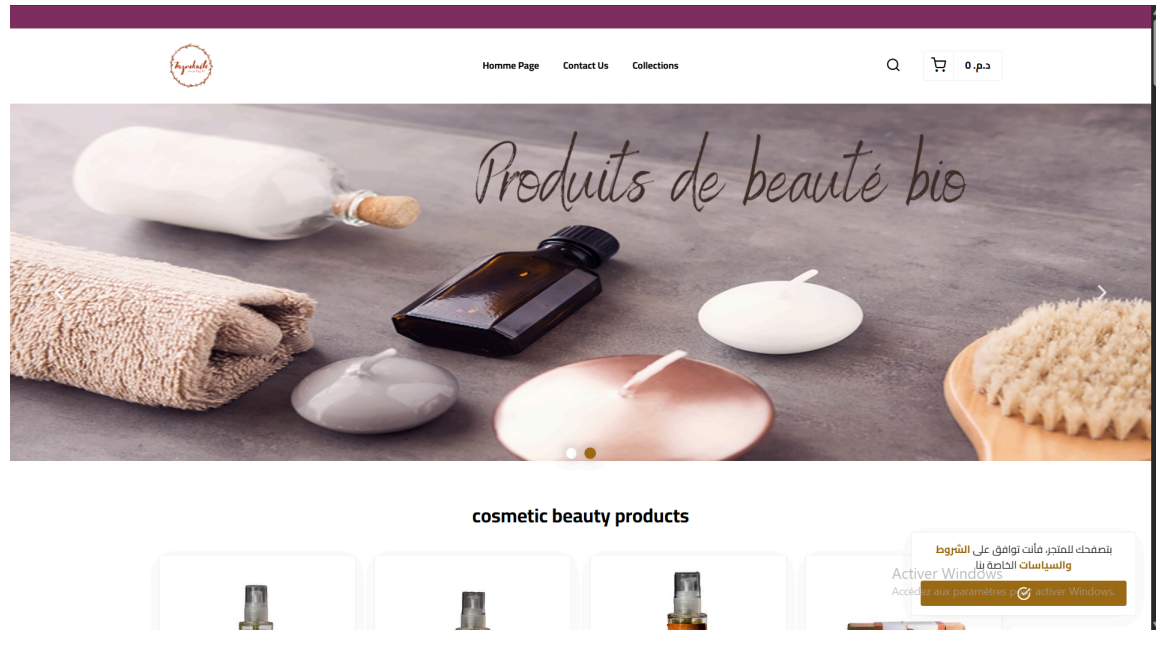 Homme Page
Contact Us
Collections
0 .د.م
Produits de beauté bio
cosmetic beauty products
بتصفحك للمتجر، فأنت توافق على الشروط
والسياسات الخاصة بنا.
Activer Windows
Accédez aux paramètres pour activer Windows.